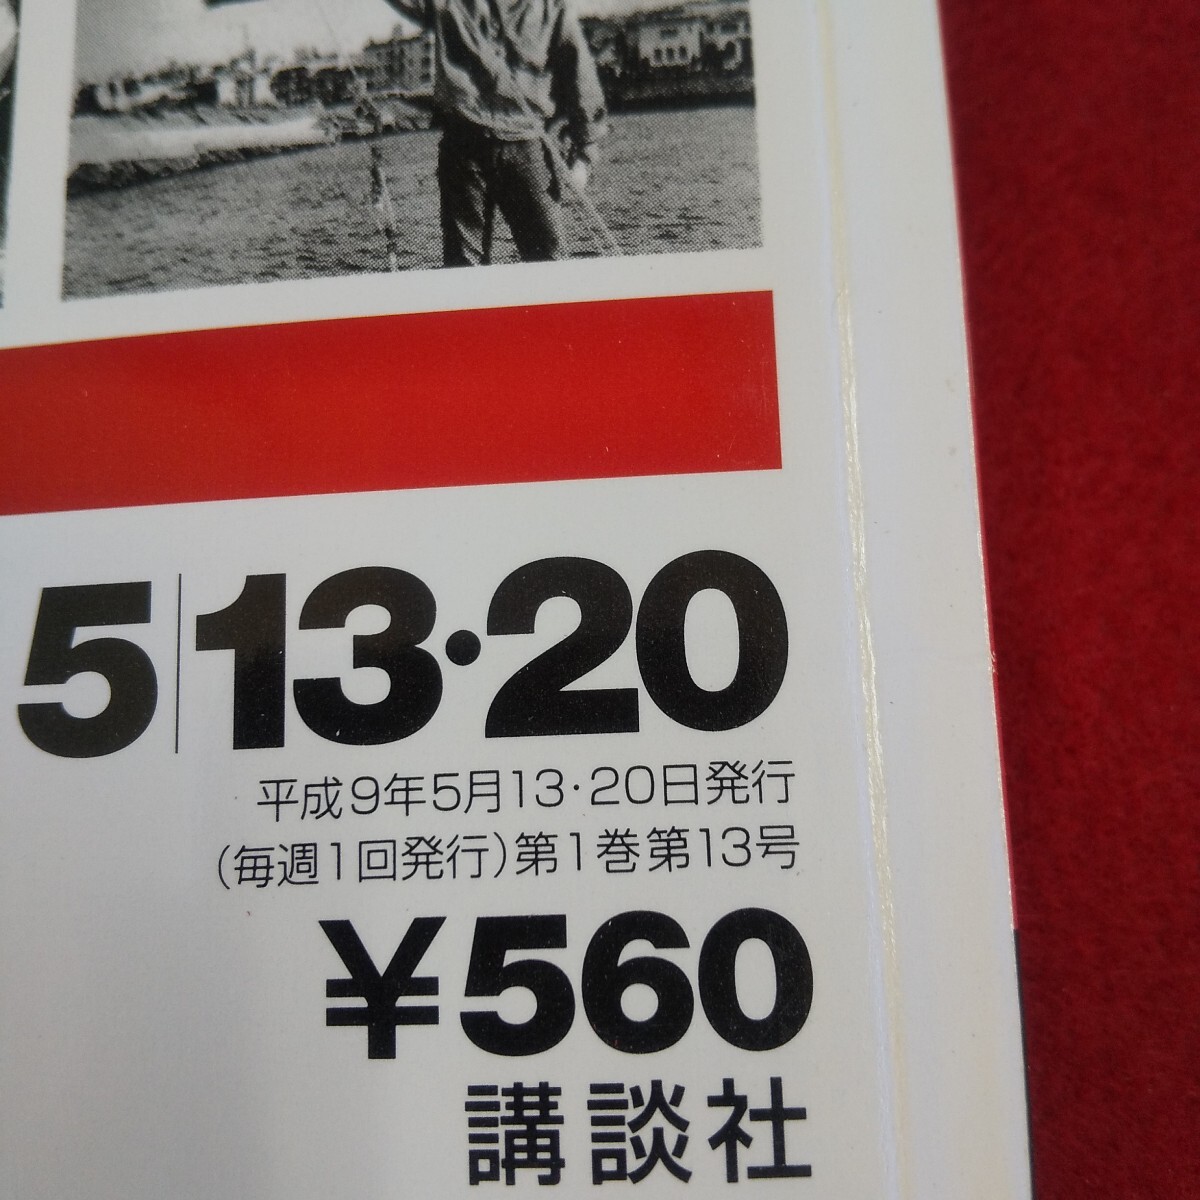 5|13・20
平成9年5月13・20日発行
(毎週1回発行)第1巻第13号
¥560
講談社